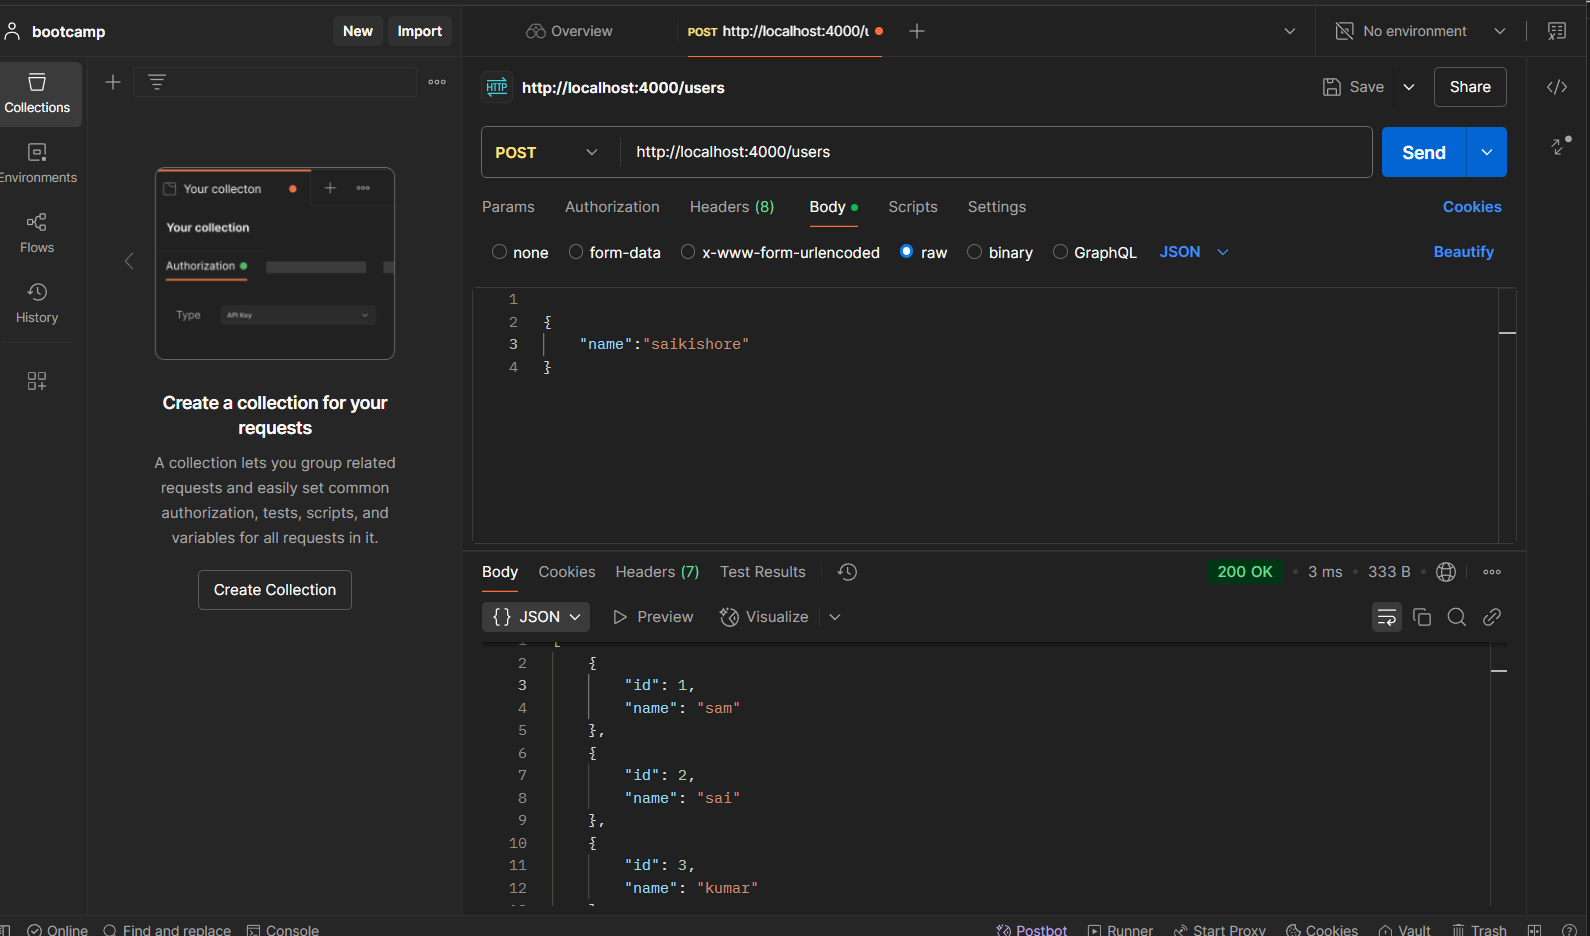 bootcamp
New
Import
Overview
POST http://localhost:4000/u
No environment
Collections
Environments
Flows
History
Your collecton
Your collection
Authorization
Type
API Key
Create a collection for your
requests
A collection lets you group related
requests and easily set common
authorization, tests, scripts, and
variables for all requests in it.
Create Collection
HTTP http://localhost:4000/users
Save
Share
POST
http://localhost:4000/users
Send
Params Authorization Headers (8) Body Scripts Settings
Cookies
none form-data x-www-form-urlencoded raw binary GraphQL JSON
Beautify
1
2 {
3 "name":"saikishore"
4 }
Body Cookies Headers (7) Test Results
200 OK • 3 ms • 333 B •
{} JSON Preview Visualize
1 [
2 {
3 "id": 1,
4 "name": "sam"
5 },
6 {
7 "id": 2,
8 "name": "sai"
9 },
10 {
11 "id": 3,
12 "name": "kumar"
Online Find and replace Console
Postbot Runner Start Proxy Cookies Vault Trash